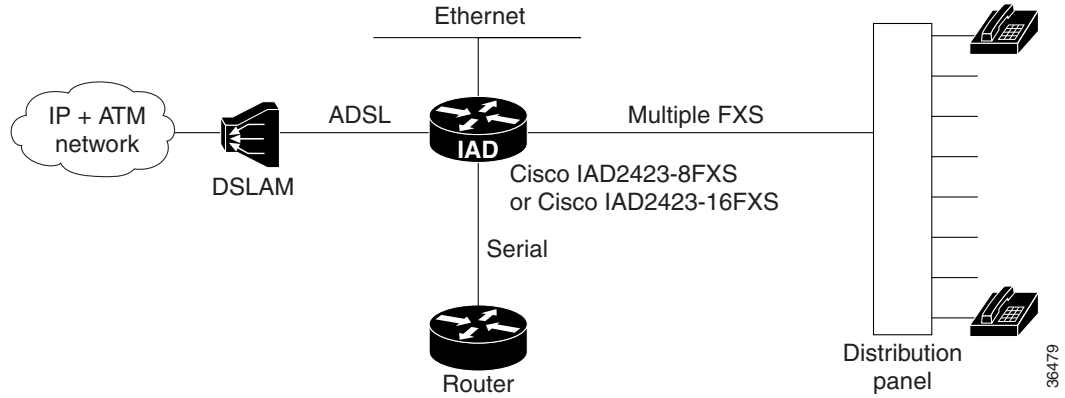 Ethernet
IP + ATM
network
ADSL
Multiple FXS
IAD
DSLAM
Cisco IAD2423-8FXS
or Cisco IAD2423-16FXS
Serial
Router
Distribution
panel
36479